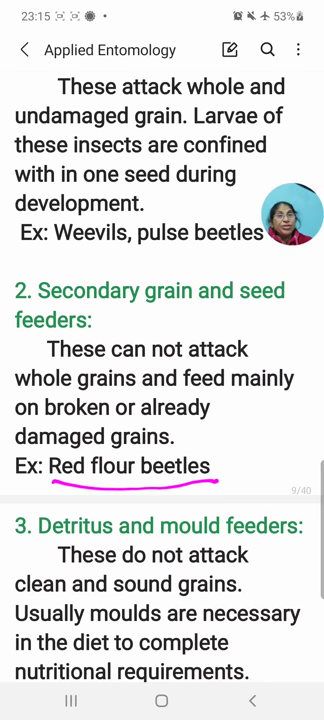 23:15
53%
Applied Entomology
These attack whole and
undamaged grain. Larvae of
these insects are confined
with in one seed during
development.
Ex: Weevils, pulse beetles
2. Secondary grain and seed
feeders:
These can not attack
whole grains and feed mainly
on broken or already
damaged grains.
Ex: Red flour beetles
9/40
3. Detritus and mould feeders:
These do not attack
clean and sound grains.
Usually moulds are necessary
in the diet to complete
nutritional requirements.